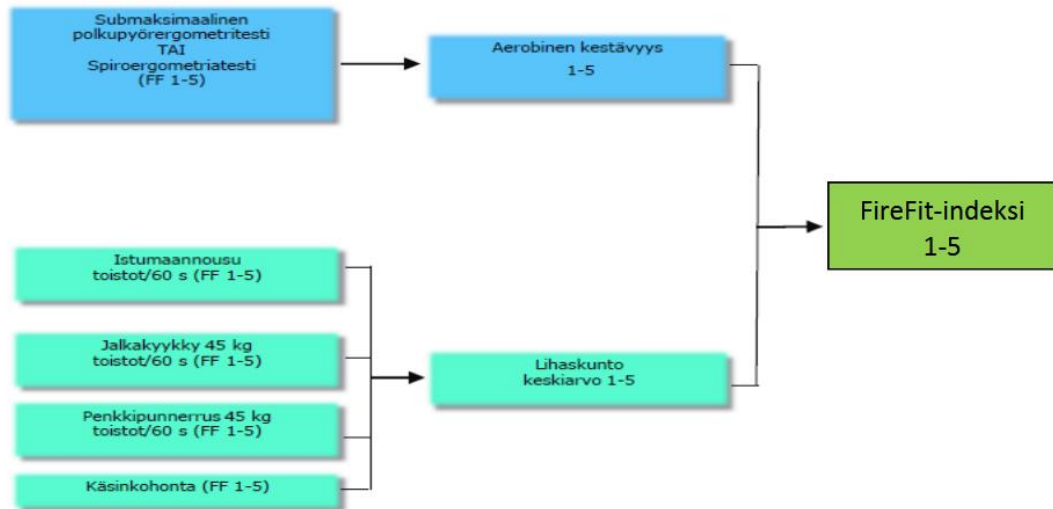 Submaksimaalinen
polkupyörergometritesti
TAI
Spiroergometriatesti
(FF 1-5)
Aerobinen kestävyys
1-5
FireFit-indeksi
1-5
Istumaannousu
toistot/60 s (FF 1-5)
Jalkakyykky 45 kg
toistot/60 s (FF 1-5)
Penkkipunnerrus 45 kg
toistot/60 s (FF 1-5)
Käsinkohonta (FF 1-5)
Lihaskunto
keskiarvo 1-5